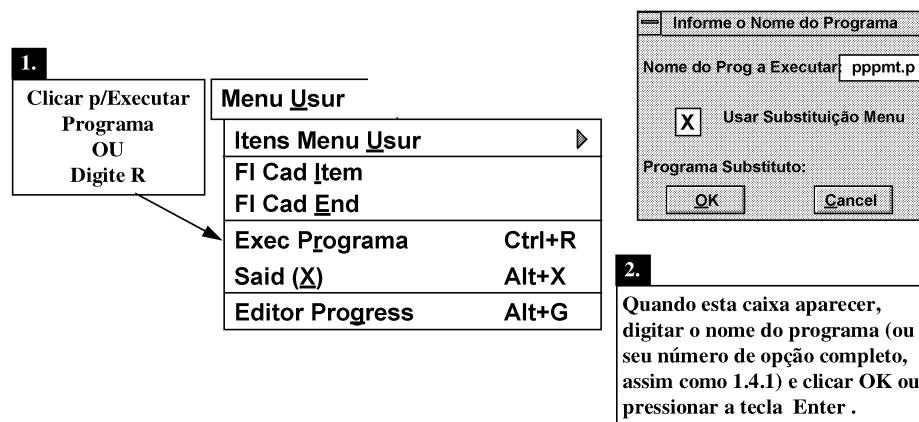 1.
Clicar p/Executar
Programa
OU
Digite R
Menu Usur
Itens Menu Usur
Fl Cad Item
Fl Cad End
Exec Programa Ctrl+R
Said (X) Alt+X
Editor Progress Alt+G
Informe o Nome do Programa
Nome do Prog a Executar: pppmt.p
X Usar Substituição Menu
Programa Substituto:
OK Cancel
2.
Quando esta caixa aparecer,
digitar o nome do programa (ou
seu número de opção completo,
assim como 1.4.1) e clicar OK ou
pressionar a tecla Enter .